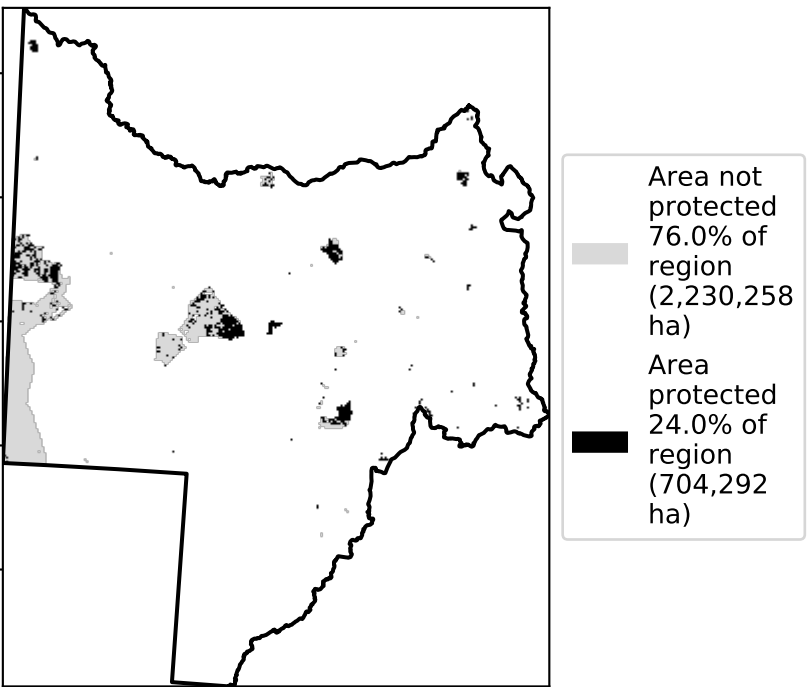 Area not
protected
76.0% of
region
(2,230,258
ha)
Area
protected
24.0% of
region
(704,292
ha)